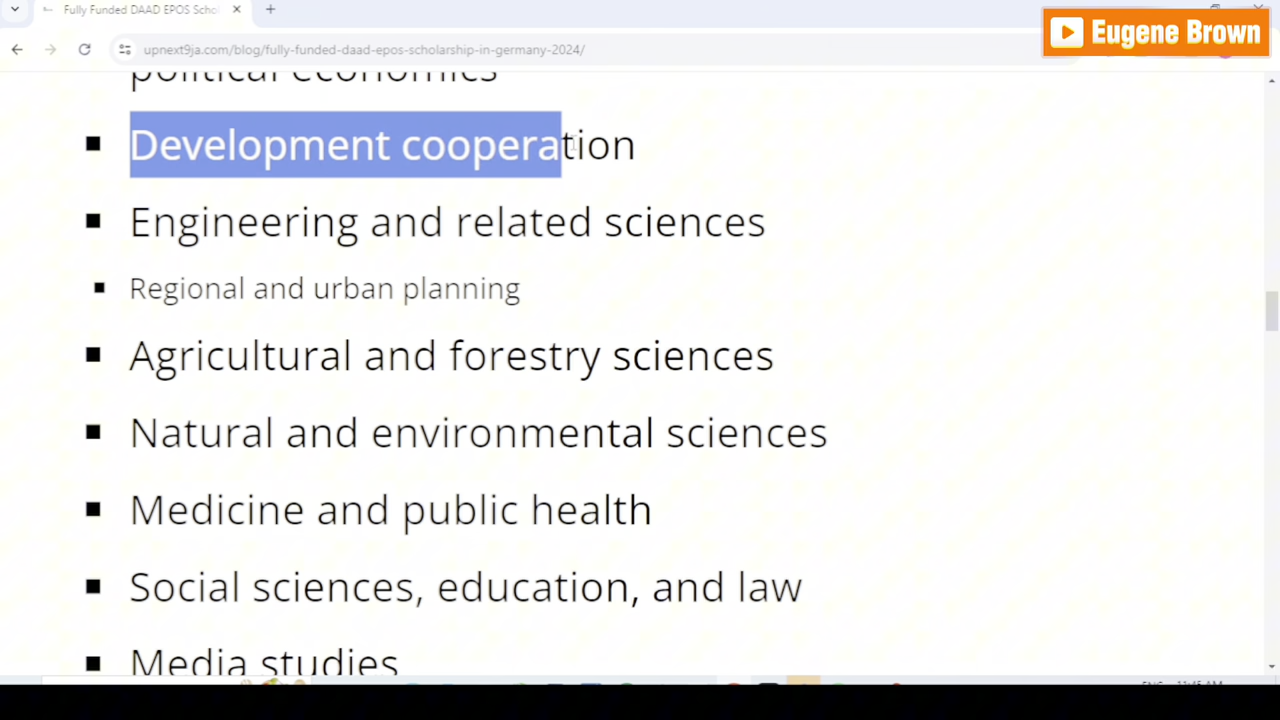 Fully Funded DAAD EPOS Scho
Eugene Brown
upnext9ja.com/blog/fully-funded-daad-epos-scholarship-in-germany-2024/
political economics
Development cooperation
Engineering and related sciences
Regional and urban planning
Agricultural and forestry sciences
Natural and environmental sciences
Medicine and public health
Social sciences, education, and law
Media studies